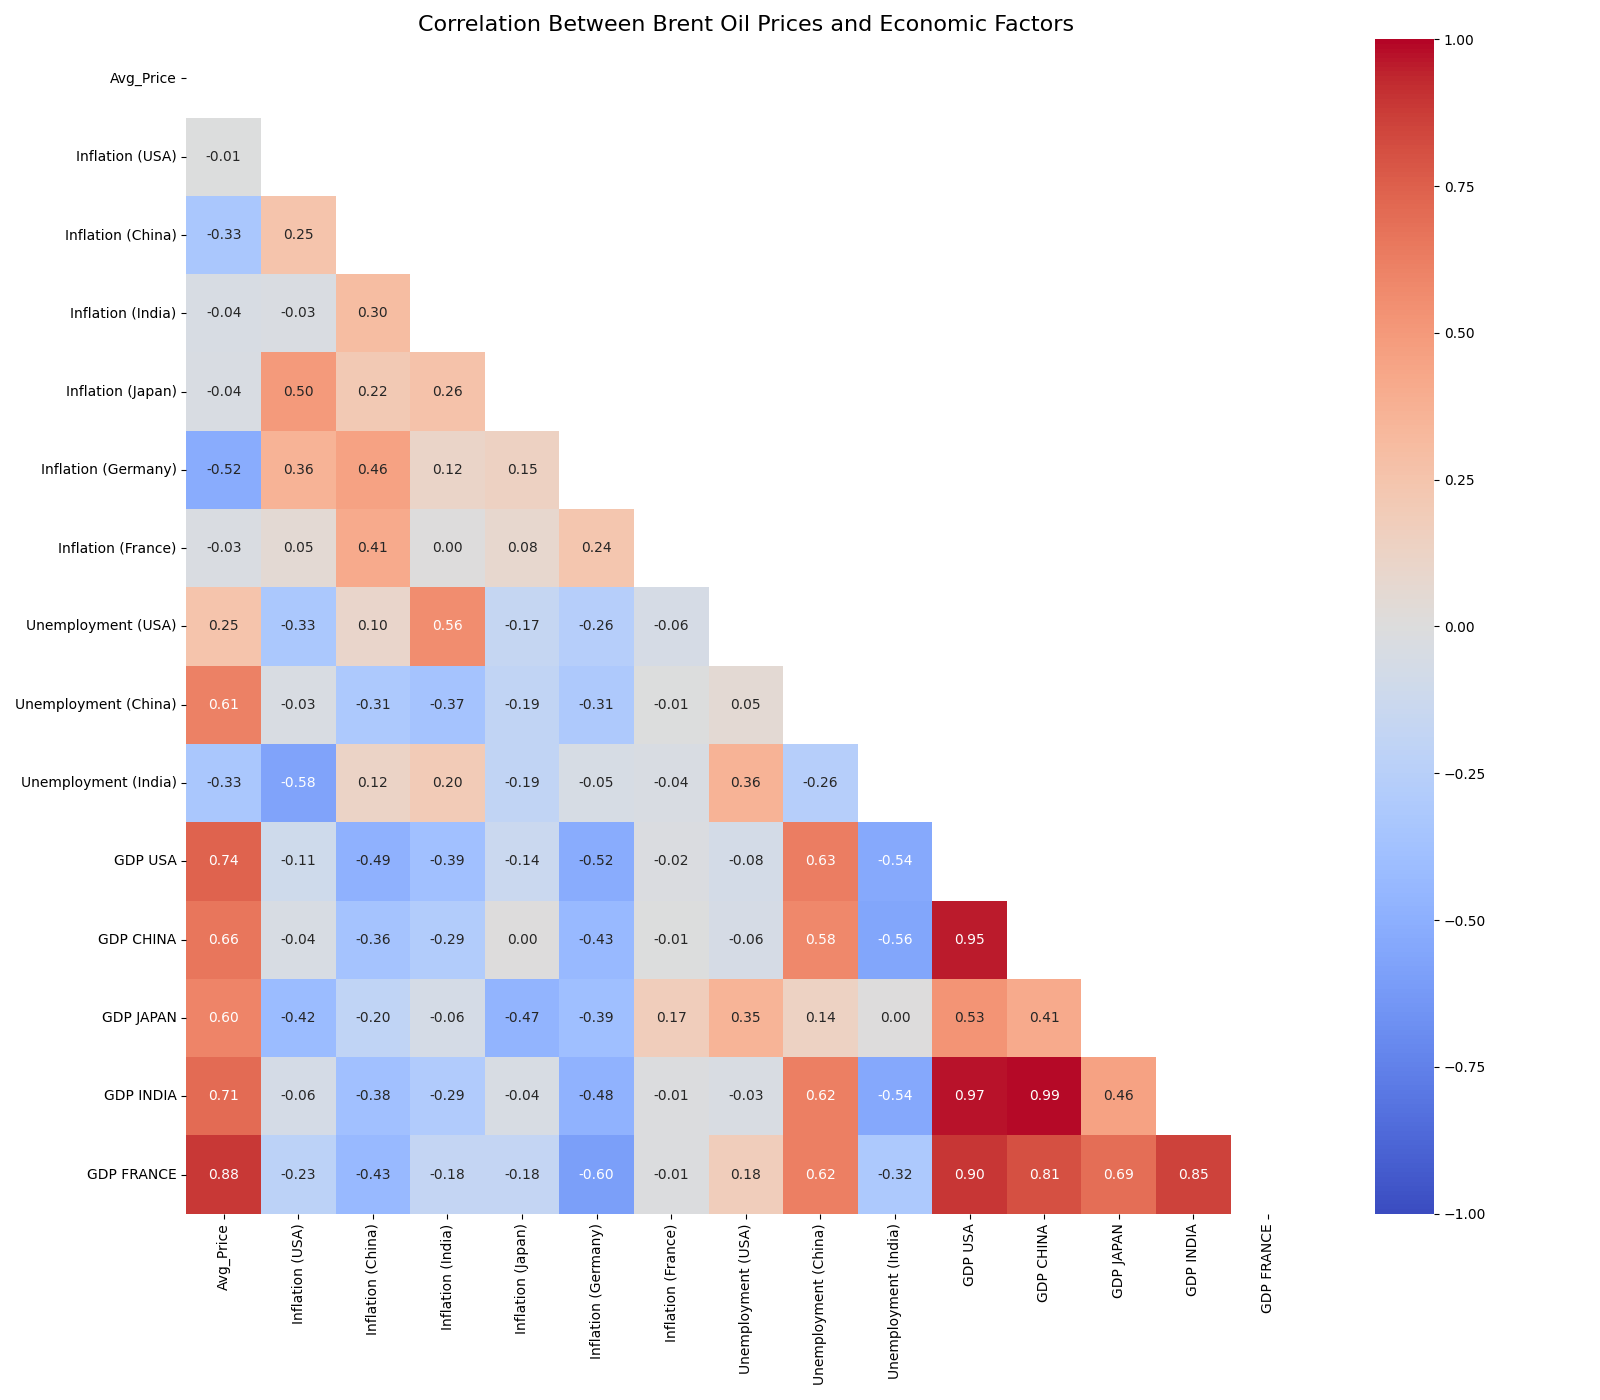 Correlation Between Brent Oil Prices and Economic Factors
Avg_Price
Inflation (USA) -0.01
Inflation (China) -0.33 0.25
Inflation (India) -0.04 -0.03 0.30
Inflation (Japan) -0.04 0.50 0.22 0.26
Inflation (Germany) -0.52 0.36 0.46 0.12 0.15
Inflation (France) -0.03 0.05 0.41 0.00 0.08 0.24
Unemployment (USA) 0.25 -0.33 0.10 0.56 -0.17 -0.26 -0.06
Unemployment (China) 0.61 -0.03 -0.31 -0.37 -0.19 -0.31 -0.01 0.05
Unemployment (India) -0.33 -0.58 0.12 0.20 -0.19 -0.05 -0.04 0.36 -0.26
GDP USA 0.74 -0.11 -0.49 -0.39 -0.14 -0.52 -0.02 -0.08 0.63 -0.54
GDP CHINA 0.66 -0.04 -0.36 -0.29 0.00 -0.43 -0.01 -0.06 0.58 -0.56 0.95
GDP JAPAN 0.60 -0.42 -0.20 -0.06 -0.47 -0.39 0.17 0.35 0.14 0.00 0.53 0.41
GDP INDIA 0.71 -0.06 -0.38 -0.29 -0.04 -0.48 -0.01 -0.03 0.62 -0.54 0.97 0.99 0.46
GDP FRANCE 0.88 -0.23 -0.43 -0.18 -0.18 -0.60 -0.01 0.18 0.62 -0.32 0.90 0.81 0.69 0.85
Avg_Price
Inflation (USA)
Inflation (China)
Inflation (India)
Inflation (Japan)
Inflation (Germany)
Inflation (France)
Unemployment (USA)
Unemployment (China)
Unemployment (India)
GDP USA
GDP CHINA
GDP JAPAN
GDP INDIA
GDP FRANCE
1.00
0.75
0.50
0.25
0.00
−0.25
−0.50
−0.75
−1.00